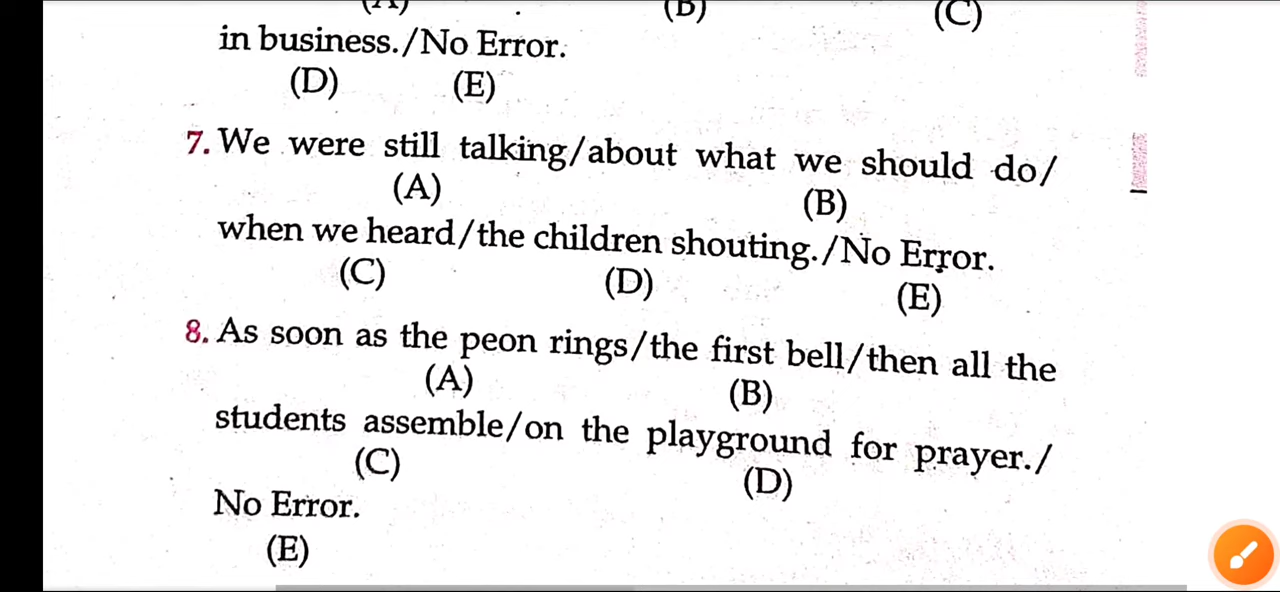 (A) (B) (C)
in business./No Error.
(D) (E)
7. We were still talking/about what we should do/
(A) (B)
when we heard/the children shouting./No Error.
(C) (D) (E)
8. As soon as the peon rings/the first bell/then all the
(A) (B)
students assemble/on the playground for prayer./
(C) (D)
No Error.
(E)